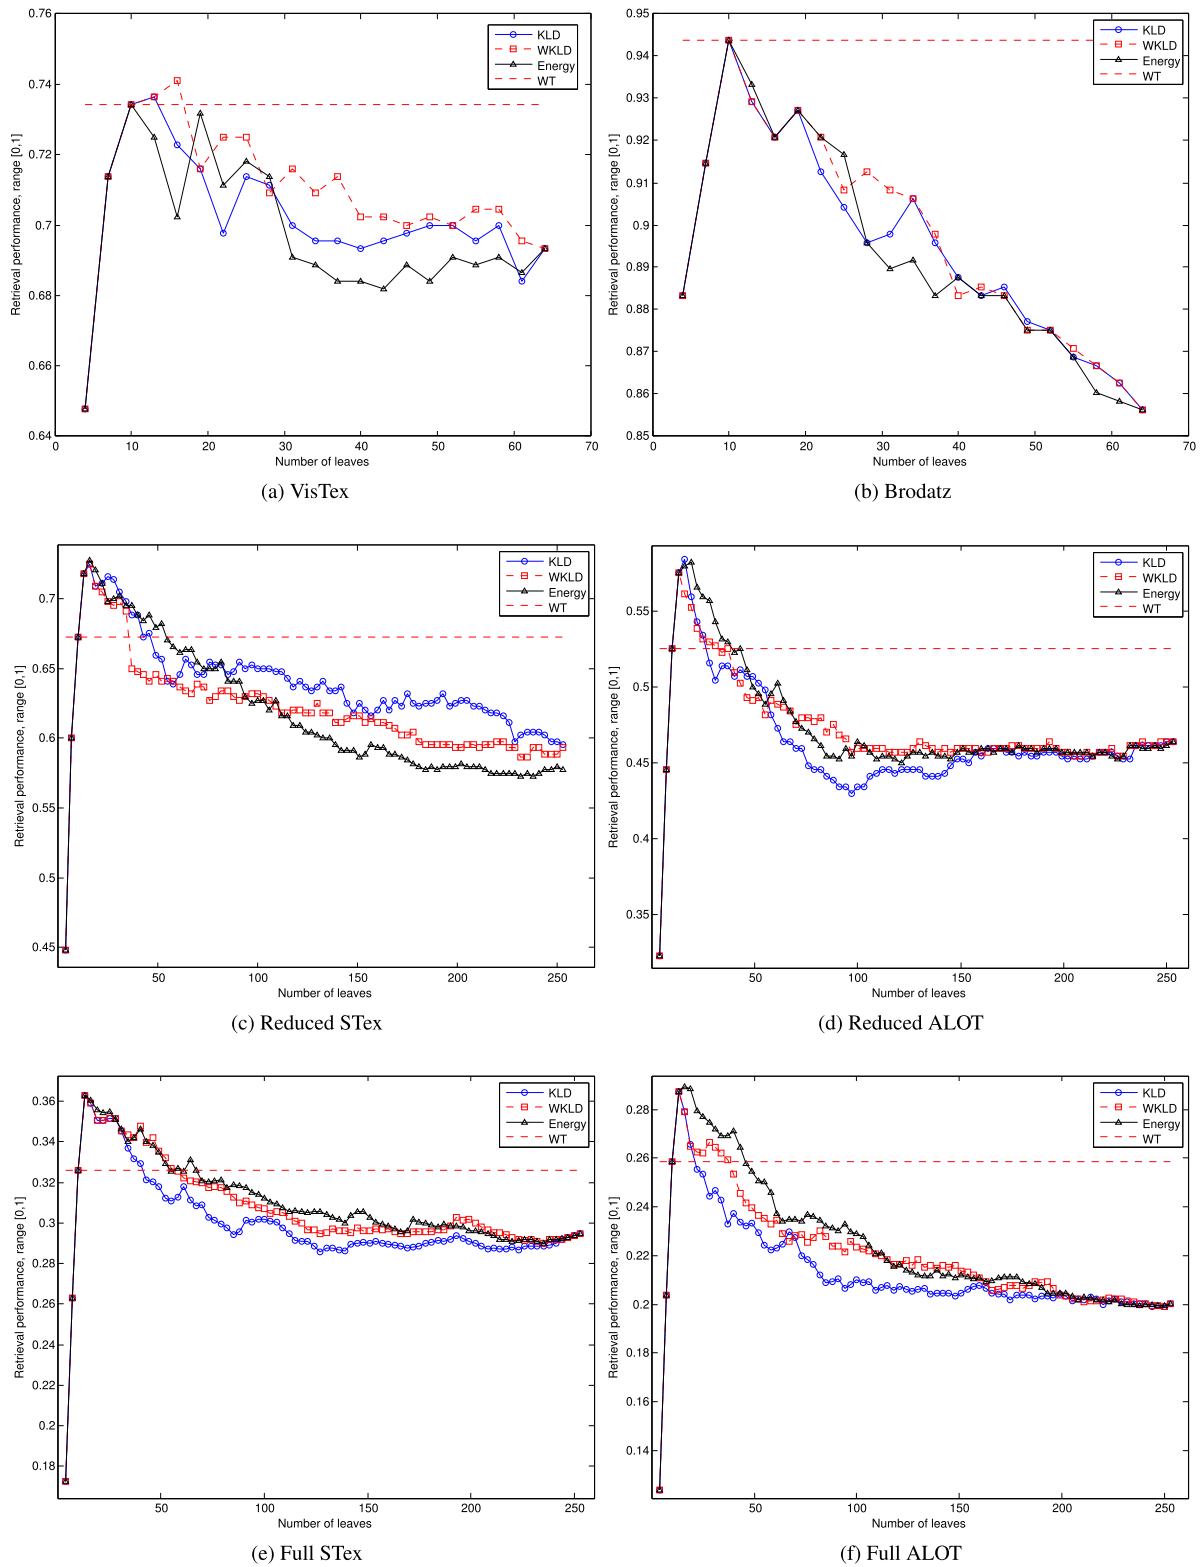 0.76
0.74
0.72
0.7
0.68
0.66
0.64
0
10
20
30
40
50
60
70
Retrieval performance, range [0,1]
Number of leaves
KLD
WKLD
Energy
WT
(a) VisTex
0.95
0.94
0.93
0.92
0.91
0.9
0.89
0.88
0.87
0.86
0.85
0
10
20
30
40
50
60
70
Retrieval performance, range [0,1]
Number of leaves
KLD
WKLD
Energy
WT
(b) Brodatz
0.7
0.65
0.6
0.55
0.5
0.45
50
100
150
200
250
Retrieval performance, range [0,1]
Number of leaves
KLD
WKLD
Energy
WT
(c) Reduced STex
0.55
0.5
0.45
0.4
0.35
50
100
150
200
250
Retrieval performance, range [0,1]
Number of leaves
KLD
WKLD
Energy
WT
(d) Reduced ALOT
0.36
0.34
0.32
0.3
0.28
0.26
0.24
0.22
0.2
0.18
50
100
150
200
250
Retrieval performance, range [0,1]
Number of leaves
KLD
WKLD
Energy
WT
(e) Full STex
0.28
0.26
0.24
0.22
0.2
0.18
0.16
0.14
50
100
150
200
250
Retrieval performance, range [0,1]
Number of leaves
KLD
WKLD
Energy
WT
(f) Full ALOT